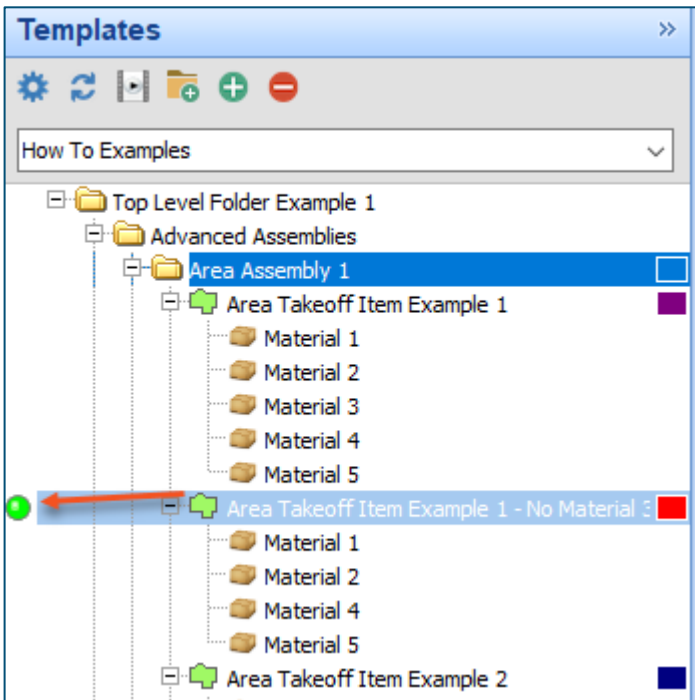 Templates
How To Examples
Top Level Folder Example 1
Advanced Assemblies
Area Assembly 1
Area Takeoff Item Example 1
Material 1
Material 2
Material 3
Material 4
Material 5
Area Takeoff Item Example 1 - No Material 3
Material 1
Material 2
Material 4
Material 5
Area Takeoff Item Example 2